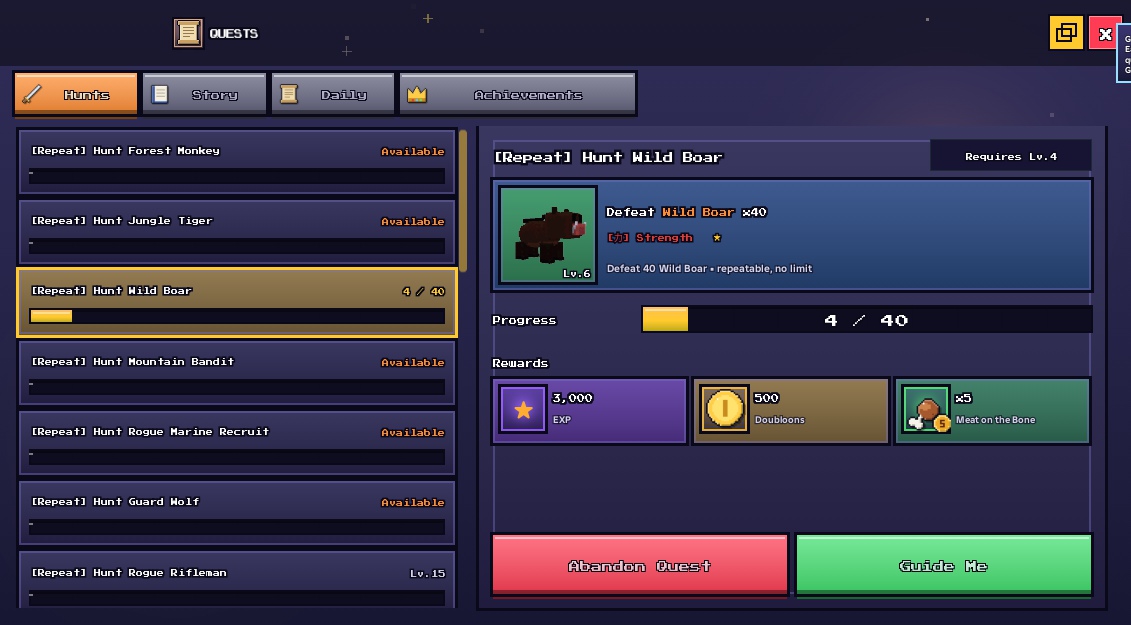 QUESTS
X
G
E
q
G
Hunts
Story
Daily
Achievements
[Repeat] Hunt Forest Monkey
Available
[Repeat] Hunt Jungle Tiger
Available
[Repeat] Hunt Wild Boar
4 / 40
[Repeat] Hunt Mountain Bandit
Available
[Repeat] Hunt Rogue Marine Recruit
Available
[Repeat] Hunt Guard Wolf
Available
[Repeat] Hunt Rogue Rifleman
Lv.15
[Repeat] Hunt Wild Boar
Requires Lv.4
Lv.6
Defeat Wild Boar x40
[力] Strength ★
Defeat 40 Wild Boar • repeatable, no limit
Progress
4 / 40
Rewards
3,000
EXP
500
Doubloons
5
x5
Meat on the Bone
Abandon Quest
Guide Me